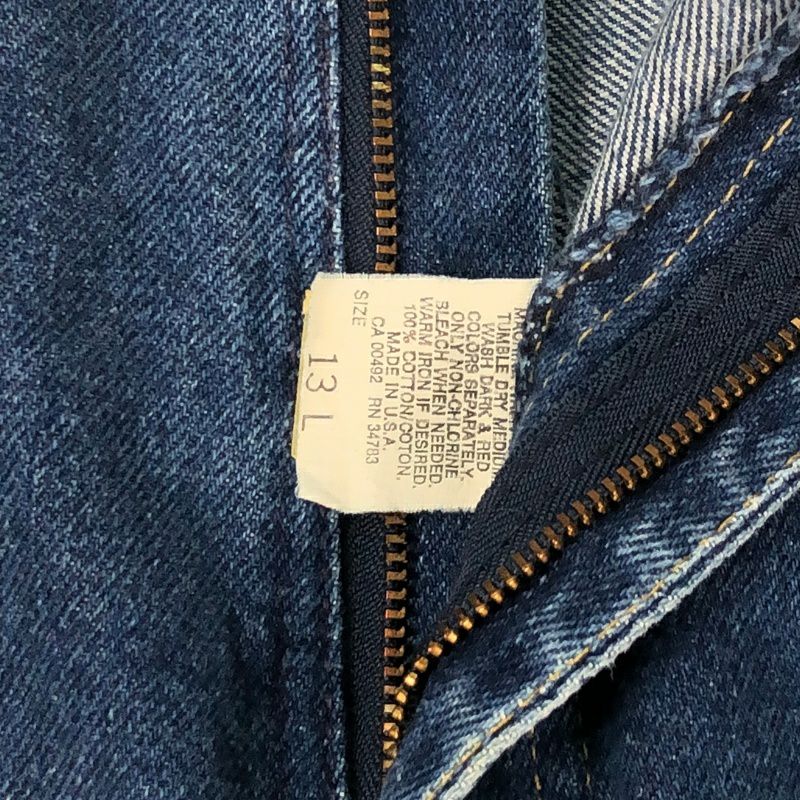 TUMBLE DRY MEDIUM
WASH DARK & RED
COLORS SEPARATELY.
ONLY NON-CHLORINE
BLEACH WHEN NEEDED.
WARM IRON IF DESIRED.
100% COTTON/COTON.
MADE IN U.S.A.
CA 00492 RN 34783
SIZE
13 L